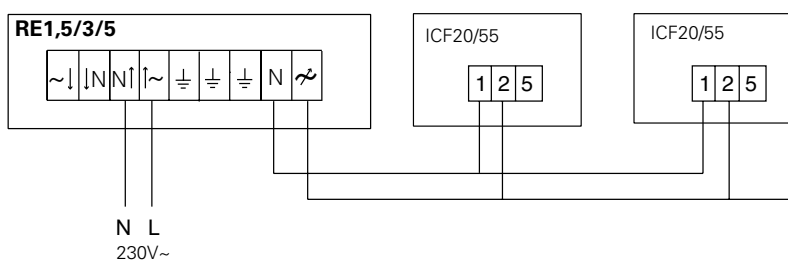 RE1,5/3/5
~↓ ↓N N↑ ↑~ ⏚ ⏚ ⏚ N
ICF20/55
1 2 5
ICF20/55
1 2 5
N L
230V~